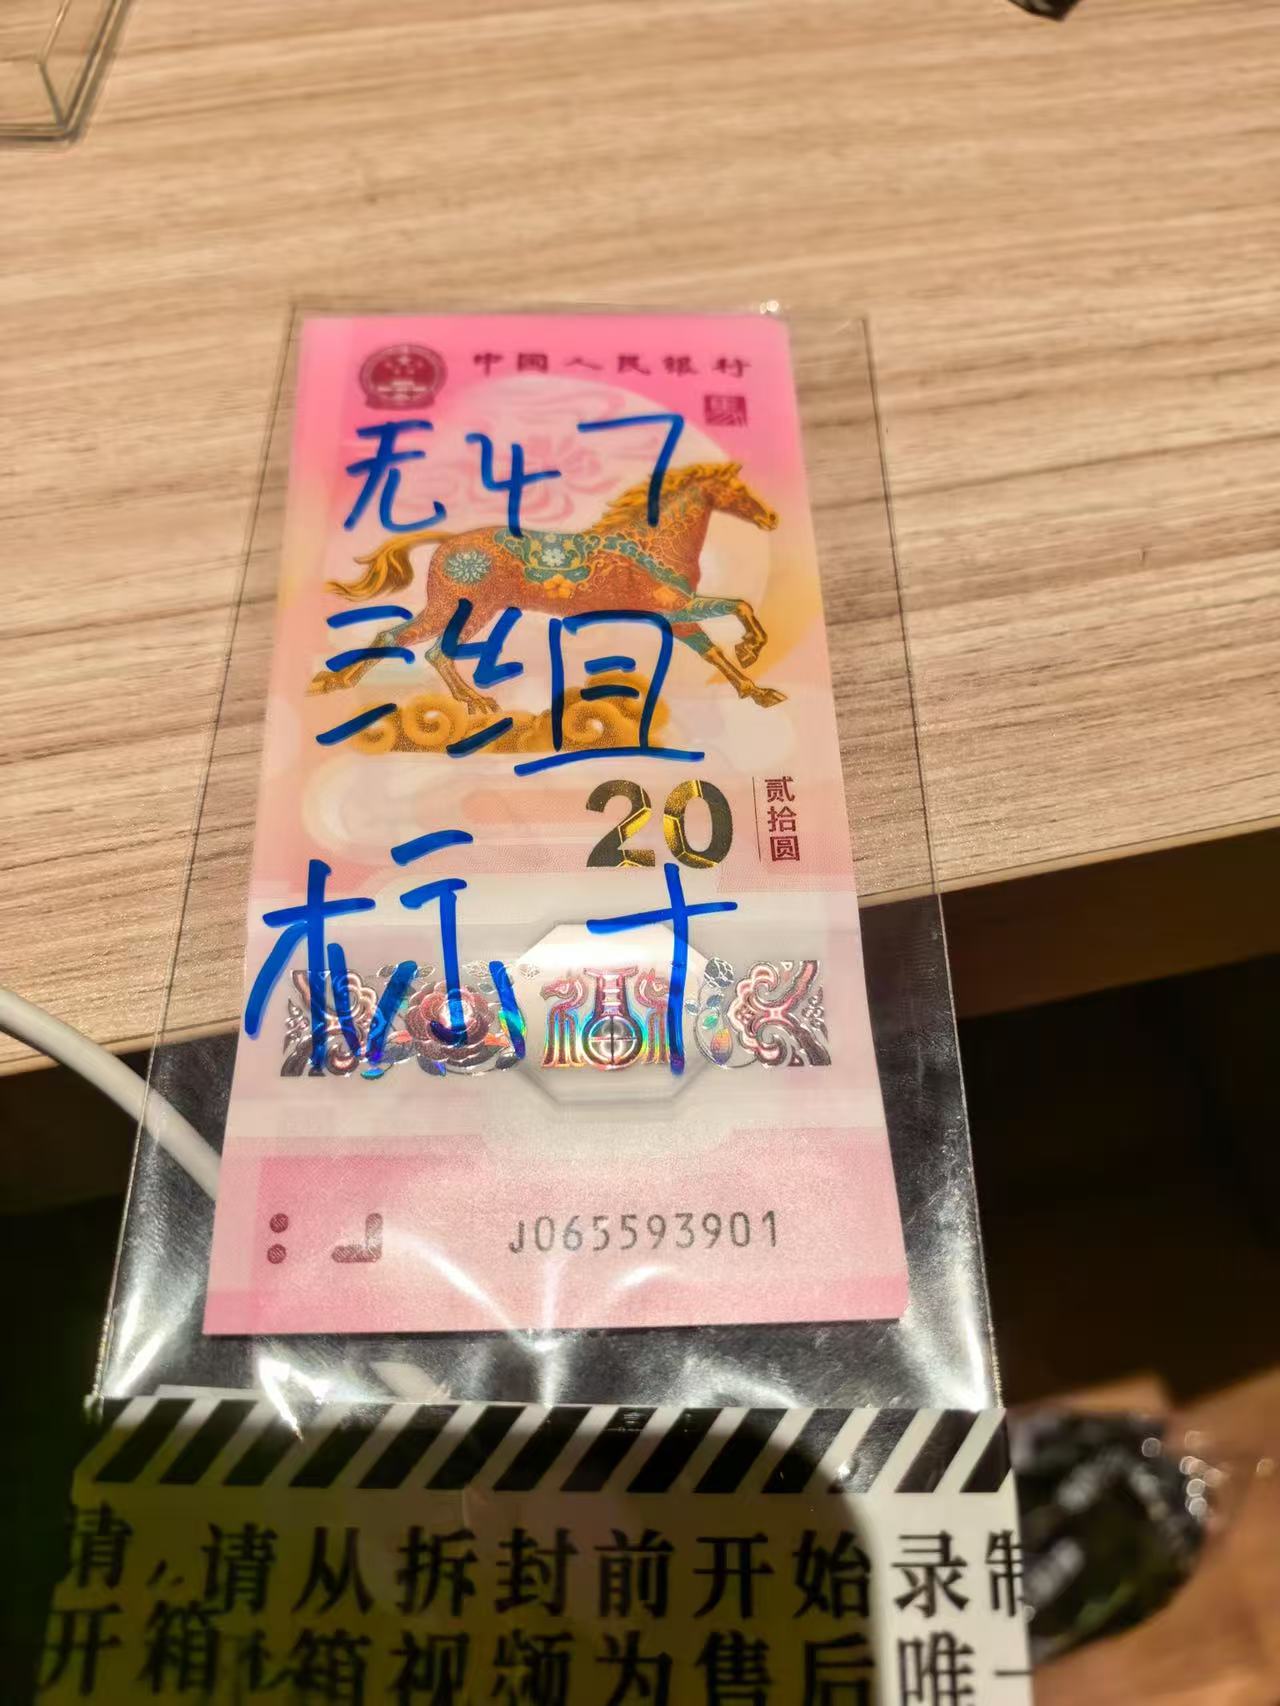 中国人民银行
无47
三组
20
贰拾圆
标十
J065593901
请从拆封前开始录制
开箱视频为售后唯一